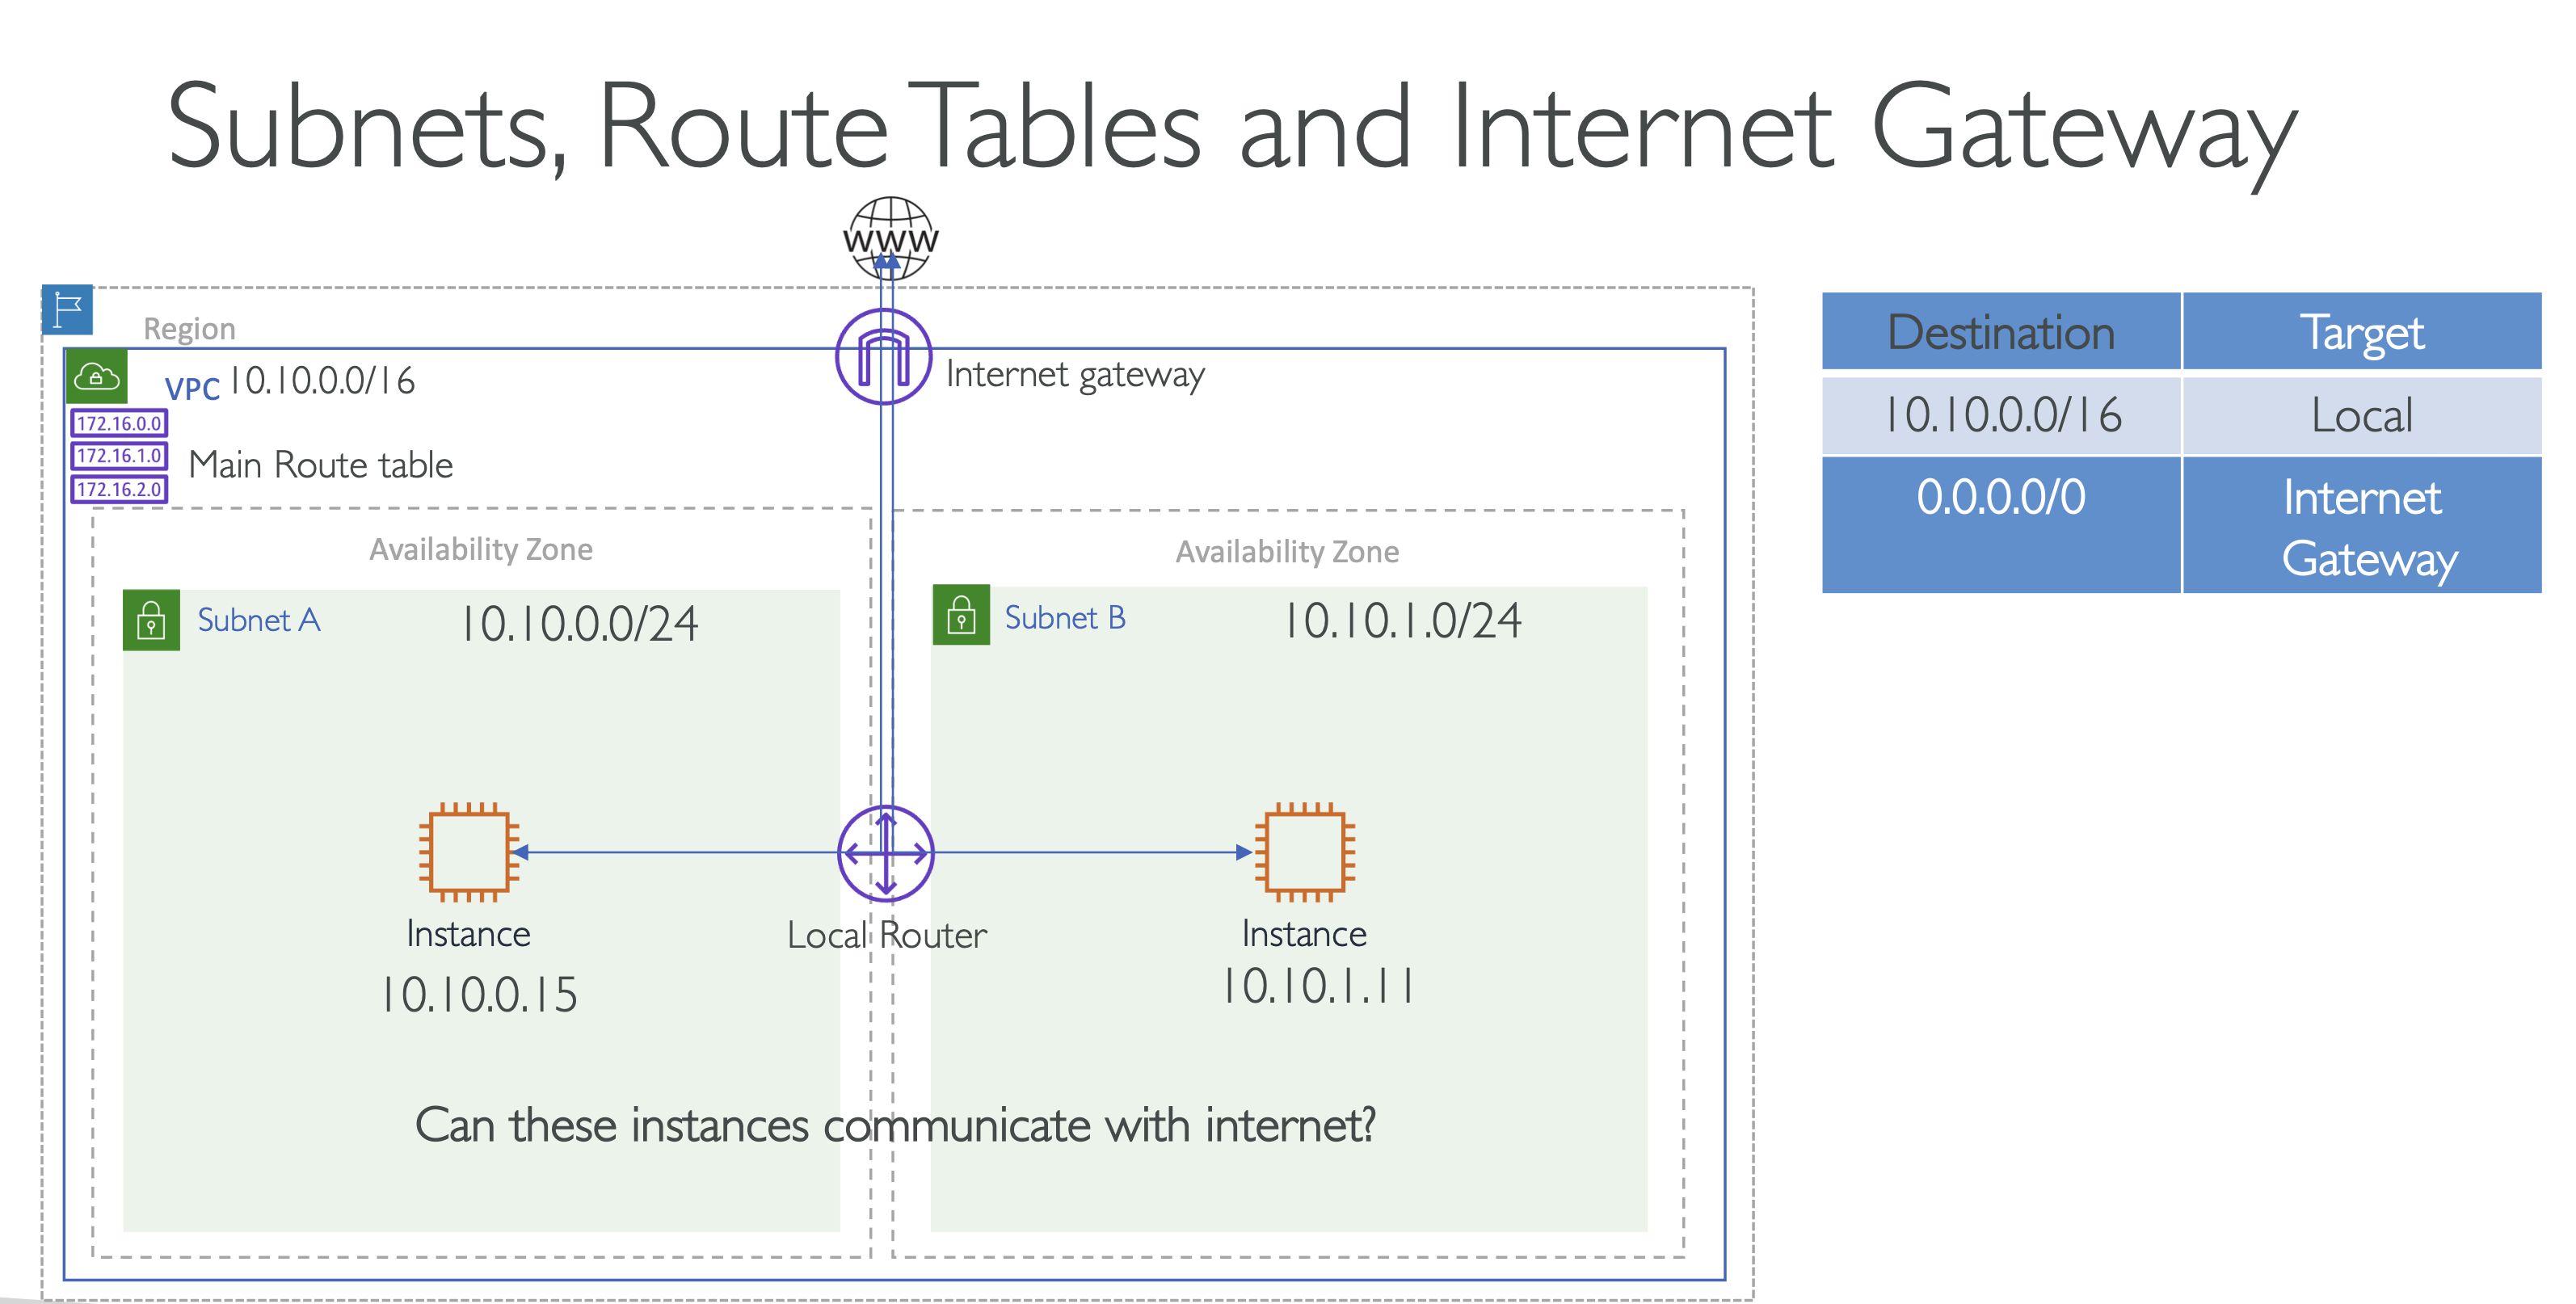 Subnets, Route Tables and Internet Gateway
WWW
Region
VPC 10.10.0.0/16
Internet gateway
172.16.0.0
172.16.1.0
172.16.2.0
Main Route table
Availability Zone
Availability Zone
Subnet A 10.10.0.0/24
Subnet B 10.10.1.0/24
Instance
10.10.0.15
Local Router
Instance
10.10.1.11
Can these instances communicate with internet?
Destination Target
10.10.0.0/16 Local
0.0.0.0/0 Internet
Gateway